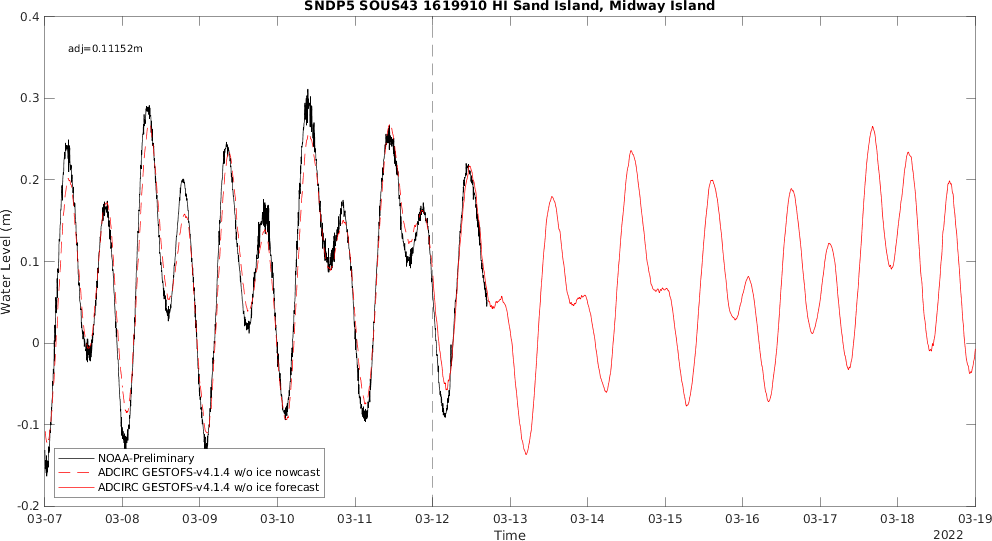 SNDP5 SOUS43 1619910 HI Sand Island, Midway Island
0.4
adj=0.11152m
0.3
0.2
0.1
0
-0.1
-0.2
Water Level (m)
NOAA-Preliminary
ADCIRC GESTOFS-v4.1.4 w/o ice nowcast
ADCIRC GESTOFS-v4.1.4 w/o ice forecast
03-07 03-08 03-09 03-10 03-11 03-12 03-13 03-14 03-15 03-16 03-17 03-18 03-19
Time
2022